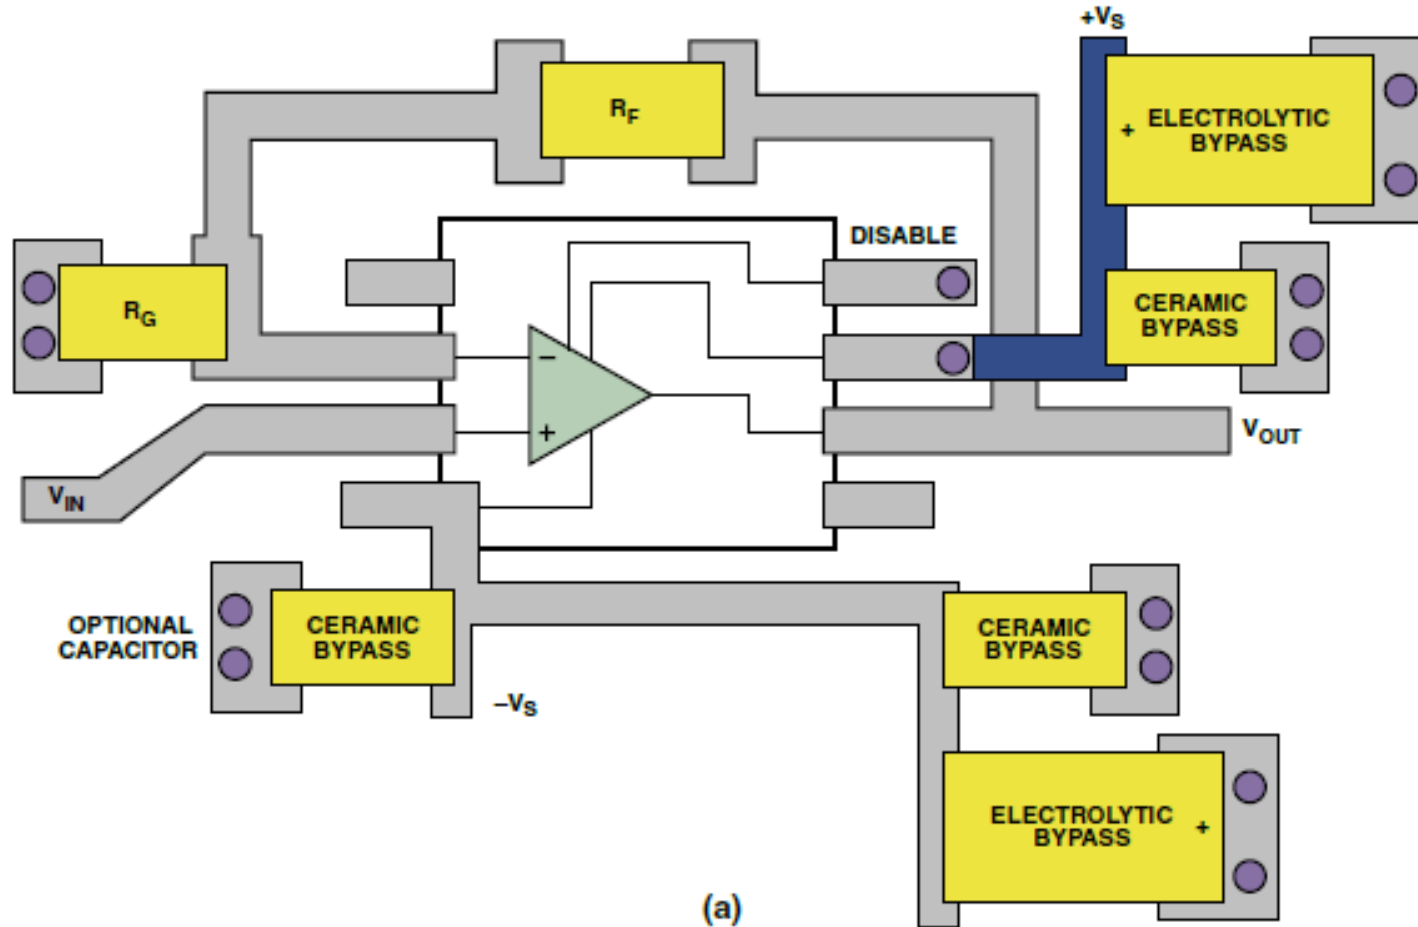 +VS
RF
+ ELECTROLYTIC
BYPASS
DISABLE
RG
CERAMIC
BYPASS
−
+
VOUT
VIN
OPTIONAL
CAPACITOR
CERAMIC
BYPASS
CERAMIC
BYPASS
–VS
ELECTROLYTIC
BYPASS +
(a)